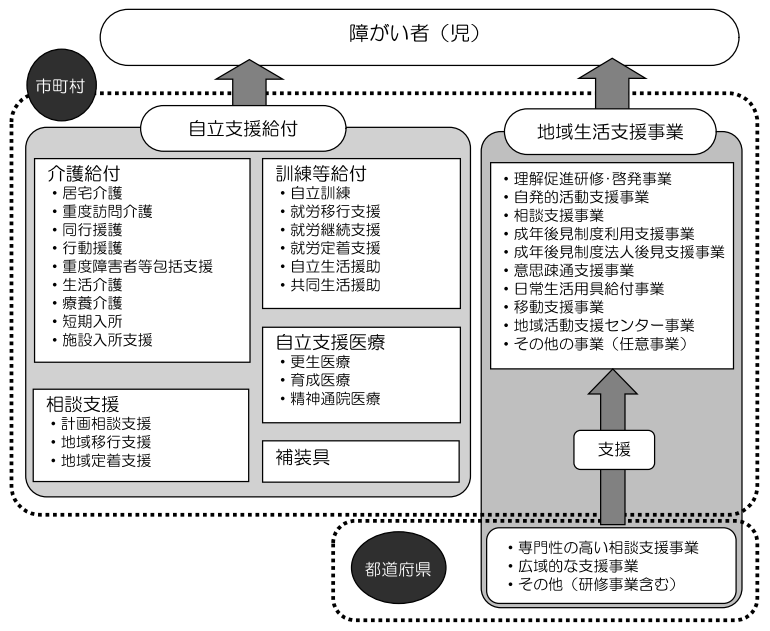 障がい者（児）
市町村
自立支援給付
介護給付
・居宅介護
・重度訪問介護
・同行援護
・行動援護
・重度障害者等包括支援
・生活介護
・療養介護
・短期入所
・施設入所支援
相談支援
・計画相談支援
・地域移行支援
・地域定着支援
訓練等給付
・自立訓練
・就労移行支援
・就労継続支援
・就労定着支援
・自立生活援助
・共同生活援助
自立支援医療
・更生医療
・育成医療
・精神通院医療
補装具
地域生活支援事業
・理解促進研修･啓発事業
・自発的活動支援事業
・相談支援事業
・成年後見制度利用支援事業
・成年後見制度法人後見支援事業
・意思疎通支援事業
・日常生活用具給付事業
・移動支援事業
・地域活動支援センター事業
・その他の事業（任意事業）
支援
都道府県
・専門性の高い相談支援事業
・広域的な支援事業
・その他（研修事業含む）